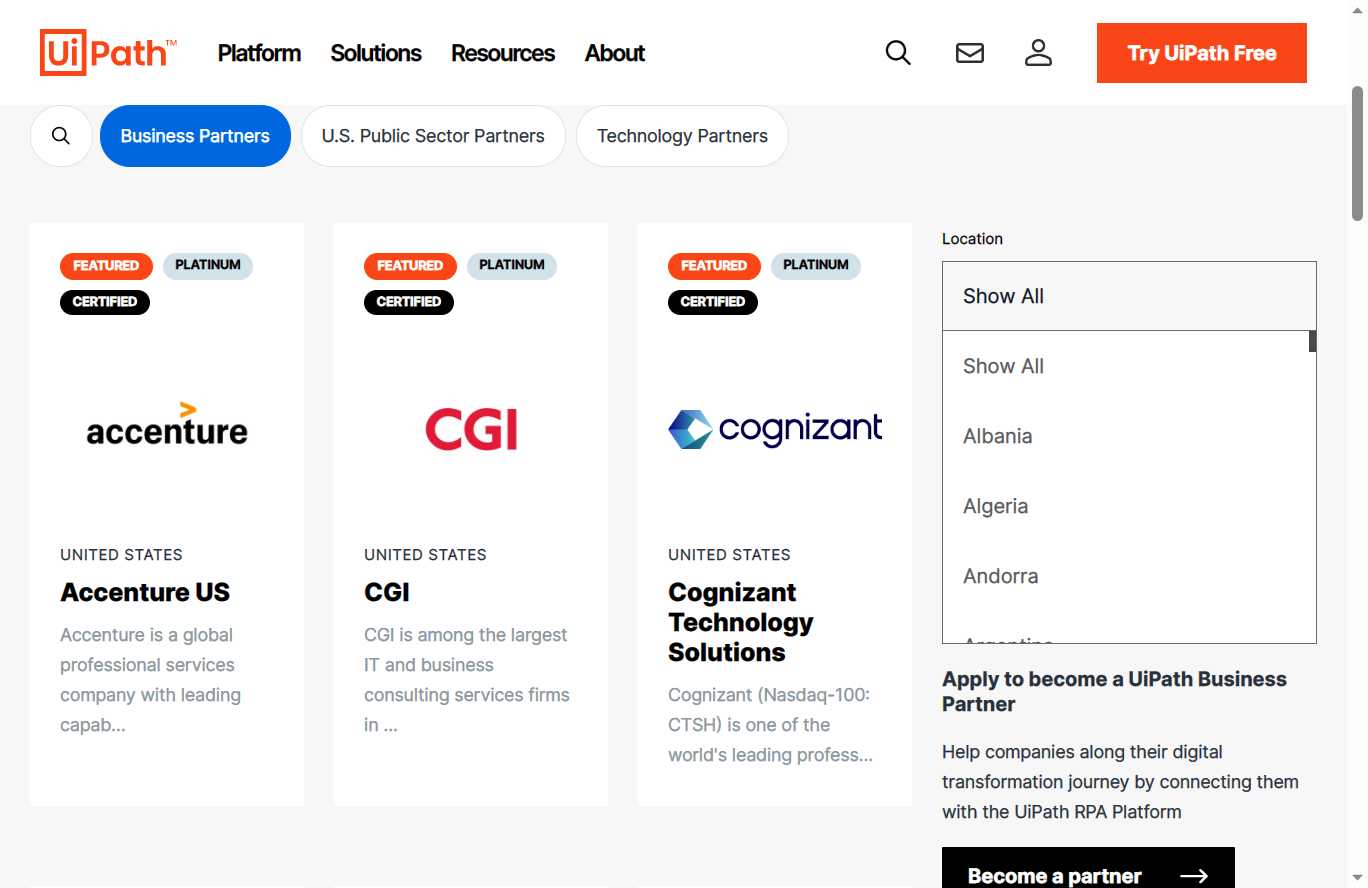 UiPath™
Platform
Solutions
Resources
About
Try UiPath Free
Business Partners
U.S. Public Sector Partners
Technology Partners
FEATURED
PLATINUM
CERTIFIED
accenture
UNITED STATES
Accenture US
Accenture is a global
professional services
company with leading
capab...
FEATURED
PLATINUM
CERTIFIED
CGI
UNITED STATES
CGI
CGI is among the largest
IT and business
consulting services firms
in ...
FEATURED
PLATINUM
CERTIFIED
cognizant
UNITED STATES
Cognizant
Technology
Solutions
Cognizant (Nasdaq-100:
CTSH) is one of the
world's leading profess...
Location
Show All
Show All
Albania
Algeria
Andorra
Argentina
Apply to become a UiPath Business
Partner
Help companies along their digital
transformation journey by connecting them
with the UiPath RPA Platform
Become a partner